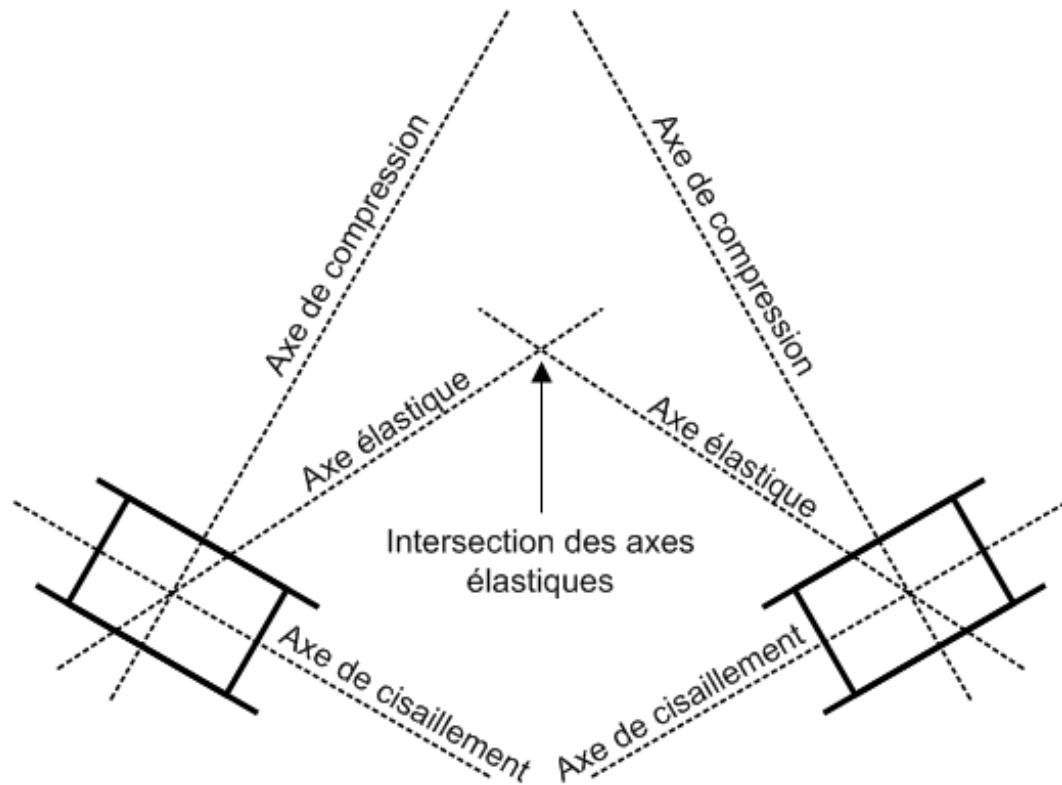 Axe de compression
Axe de compression
Axe élastique
Axe élastique
Intersection des axes
élastiques
Axe de cisaillement
Axe de cisaillement